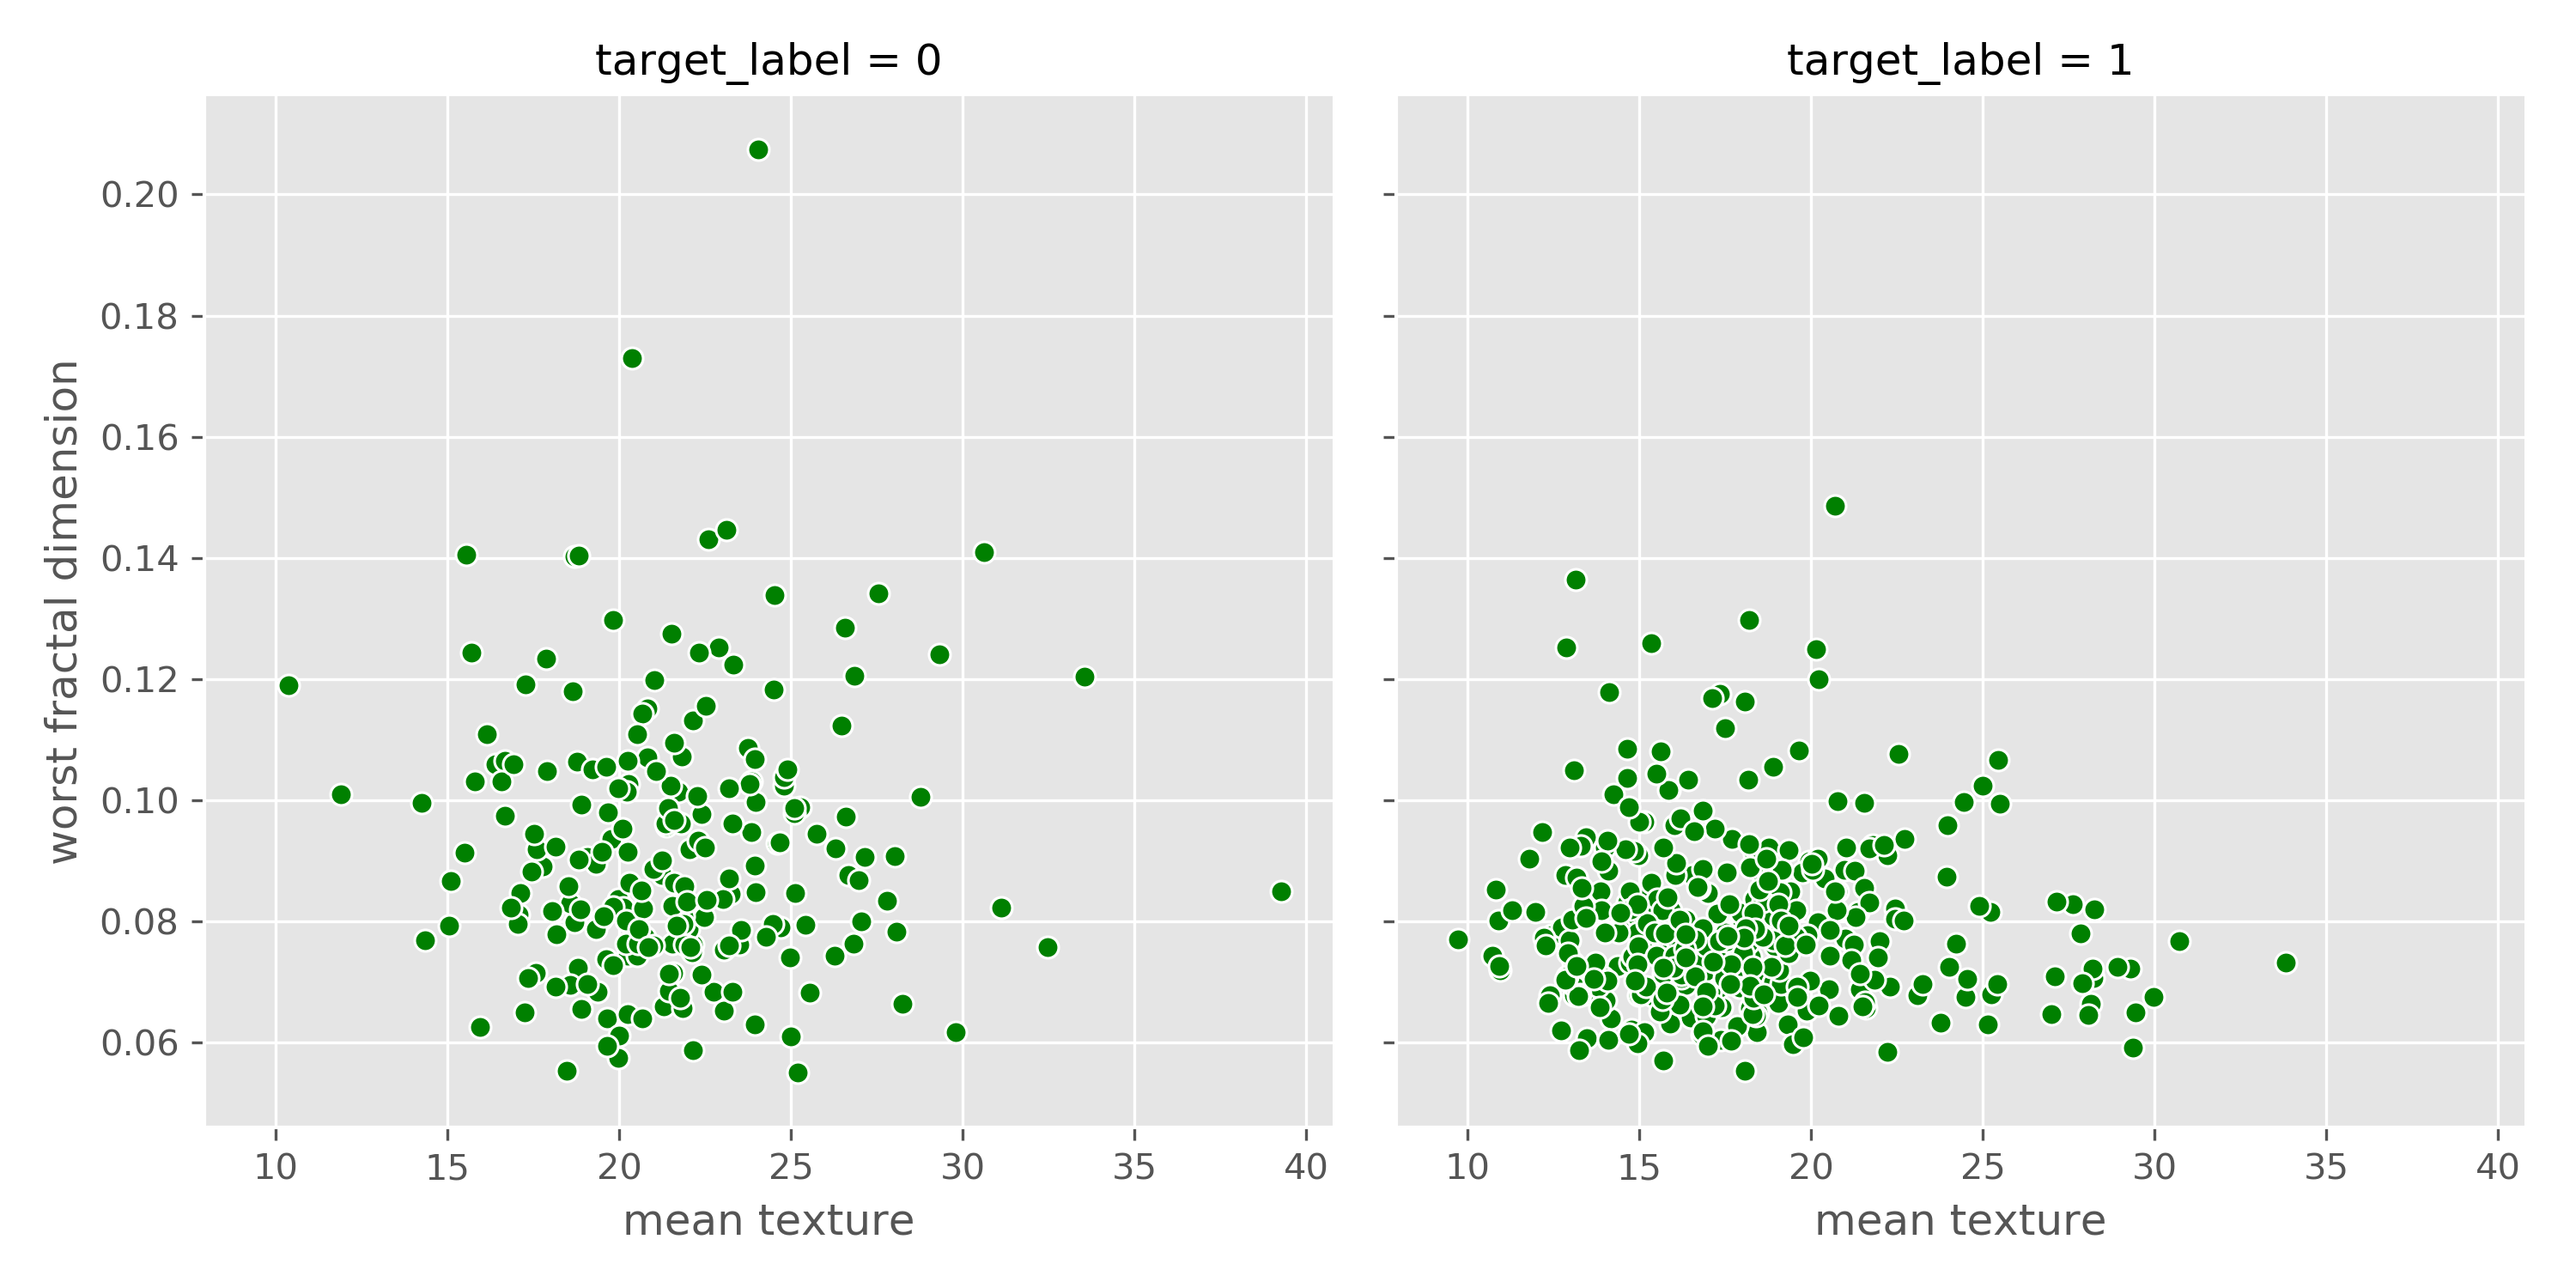 target_label = 0
target_label = 1
worst fractal dimension
0.20
0.18
0.16
0.14
0.12
0.10
0.08
0.06
10 15 20 25 30 35 40
10 15 20 25 30 35 40
mean texture
mean texture